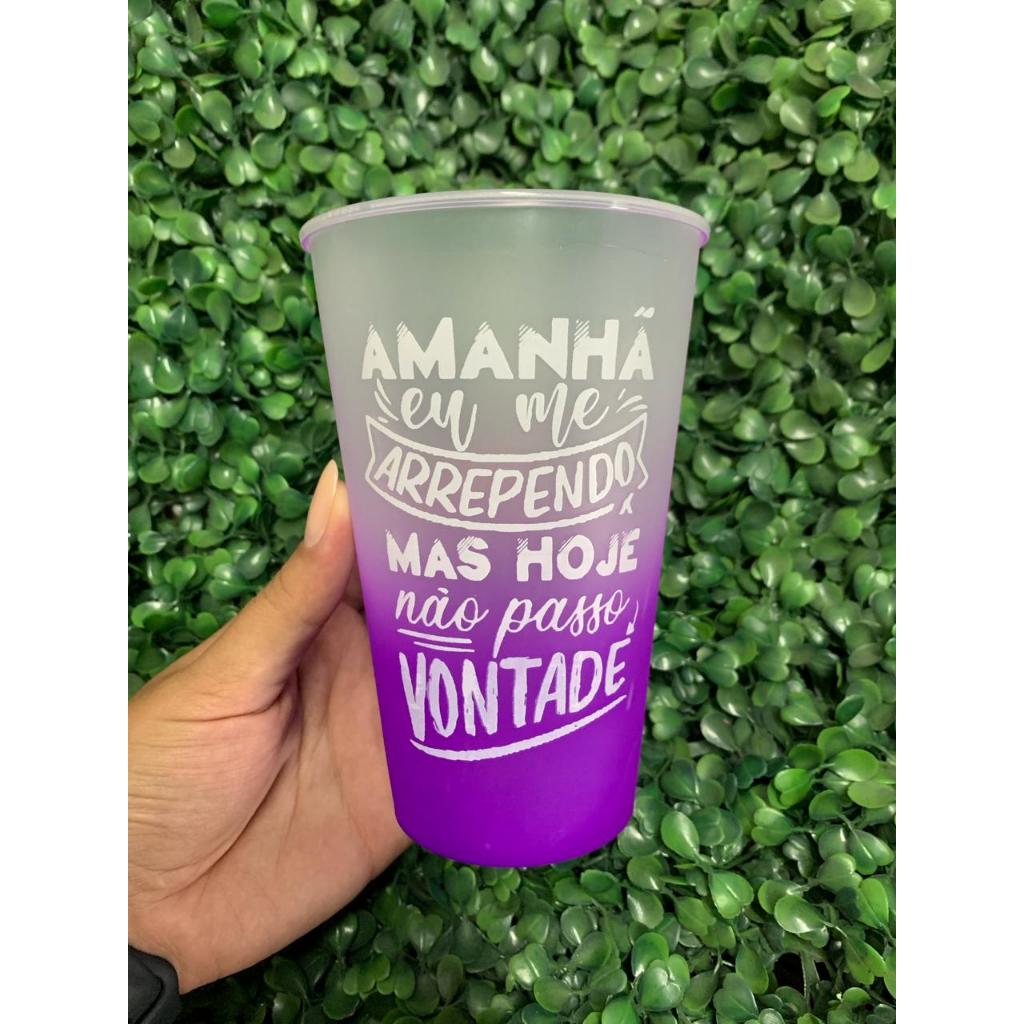 AMANHÃ
eu me
ARREPENDO
MAS HOJE
não passo
VONTADE